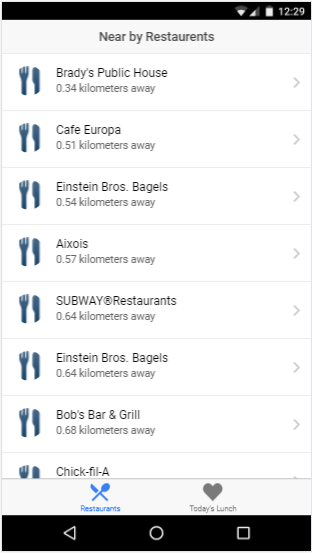 12:29
Near by Restaurents
Brady's Public House
0.34 kilometers away
Cafe Europa
0.51 kilometers away
Einstein Bros. Bagels
0.54 kilometers away
Aixois
0.57 kilometers away
SUBWAY®Restaurants
0.64 kilometers away
Einstein Bros. Bagels
0.64 kilometers away
Bob's Bar & Grill
0.68 kilometers away
Chick-fil-A
Restaurants
Today's Lunch